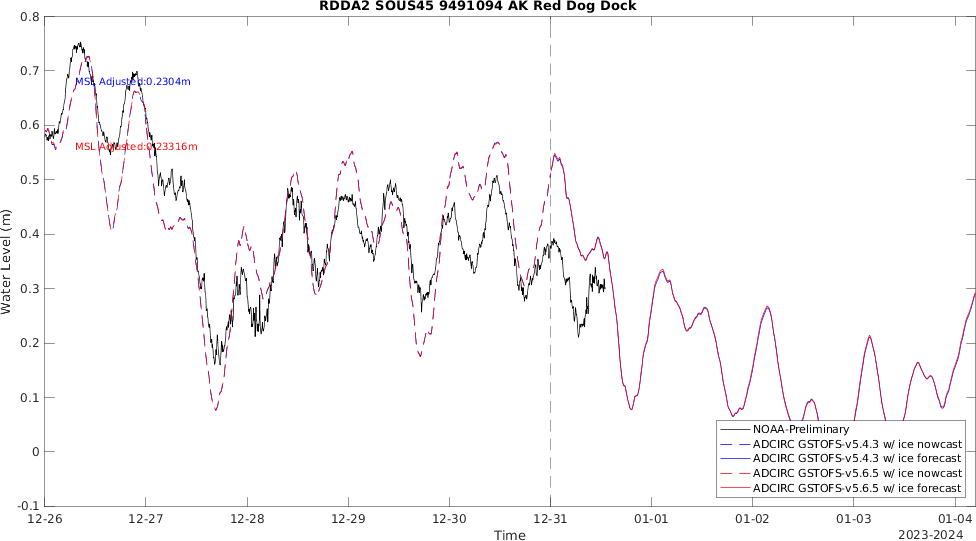 RDDA2 SOUS45 9491094 AK Red Dog Dock
0.8
0.7
0.6
0.5
0.4
0.3
0.2
0.1
0
-0.1
Water Level (m)
MSL Adjusted:0.2304m
MSL Adjusted:0.23316m
NOAA-Preliminary
ADCIRC GSTOFS-v5.4.3 w/ ice nowcast
ADCIRC GSTOFS-v5.4.3 w/ ice forecast
ADCIRC GSTOFS-v5.6.5 w/ ice nowcast
ADCIRC GSTOFS-v5.6.5 w/ ice forecast
12-26 12-27 12-28 12-29 12-30 12-31 01-01 01-02 01-03 01-04
Time
2023-2024